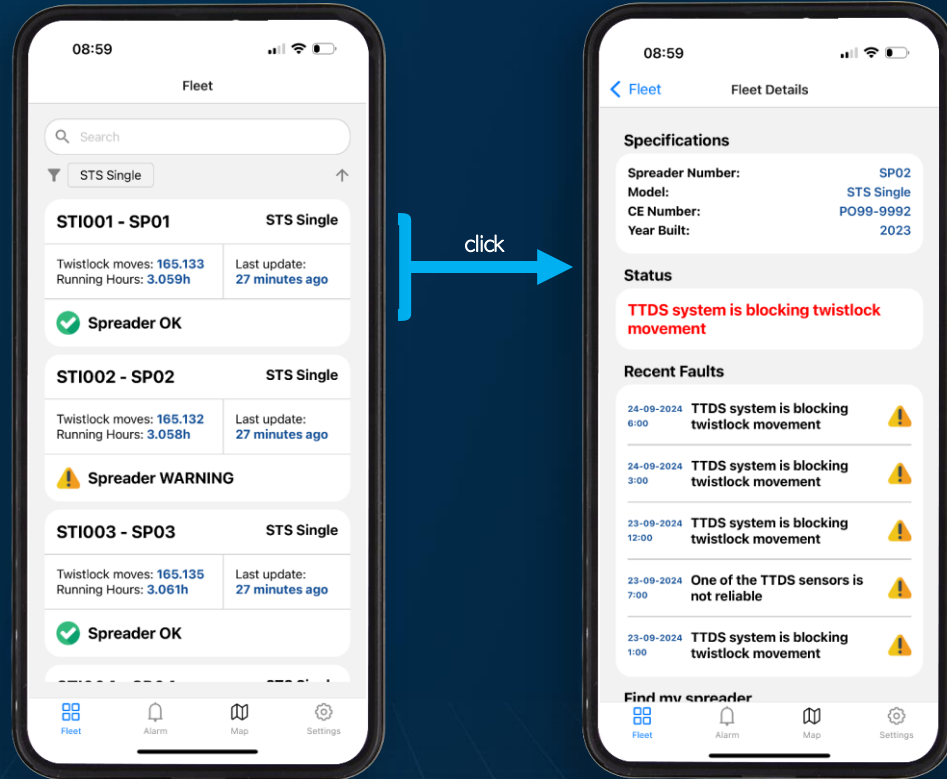 08:59
Fleet
Search
STS Single
STI001 - SP01
STS Single
Twistlock moves: 165.133
Running Hours: 3.059h
Last update:
27 minutes ago
Spreader OK
STI002 - SP02
STS Single
Twistlock moves: 165.132
Running Hours: 3.058h
Last update:
27 minutes ago
Spreader WARNING
STI003 - SP03
STS Single
Twistlock moves: 165.135
Running Hours: 3.061h
Last update:
27 minutes ago
Spreader OK
Fleet
Alarm
Map
Settings
click
08:59
Fleet
Fleet Details
Specifications
Spreader Number: SP02
Model: STS Single
CE Number: PO99-9992
Year Built: 2023
Status
TTDS system is blocking twistlock
movement
Recent Faults
24-09-2024
6:00
TTDS system is blocking
twistlock movement
24-09-2024
3:00
TTDS system is blocking
twistlock movement
23-09-2024
12:00
TTDS system is blocking
twistlock movement
23-09-2024
7:00
One of the TTDS sensors is
not reliable
23-09-2024
1:00
TTDS system is blocking
twistlock movement
Find my spreader
Fleet
Alarm
Map
Settings